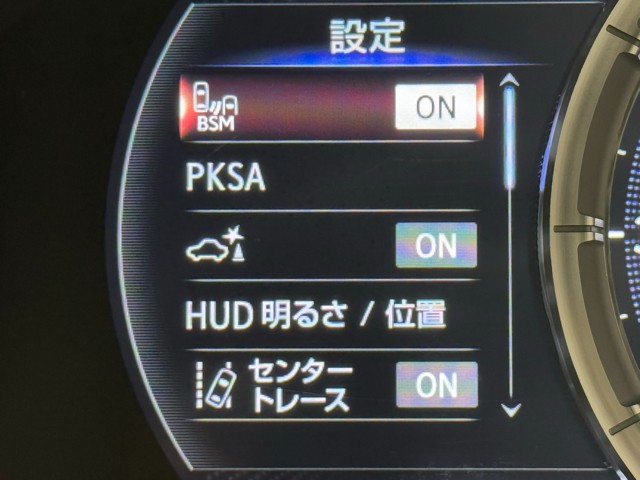 設定
BSM ON
PKSA
ON
HUD 明るさ / 位置
センター
トレース ON